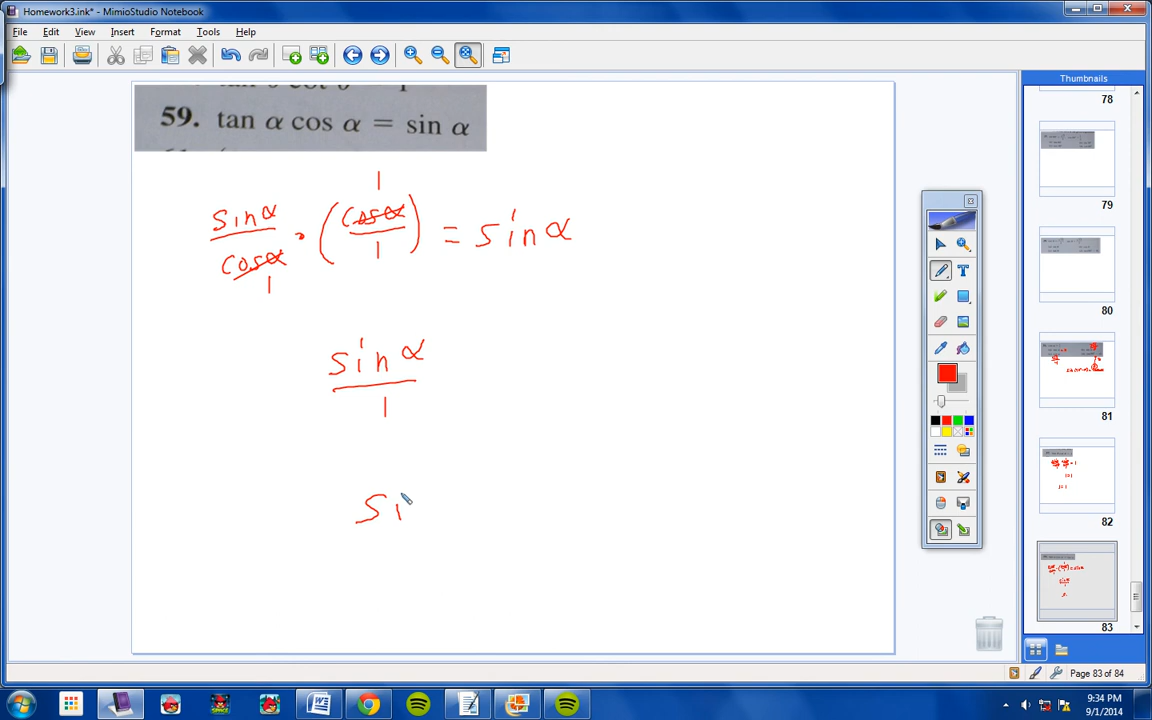 Homework3.ink* - MimioStudio Notebook
File Edit View Insert Format Tools Help
Thumbnails
78
59. tan α cos α = sin α
79
1
sin α / cos α · ( cos α / 1 ) = sin α
1
80
sin α
1
81
si
82
83
Page 83 of 84
9:34 PM
9/1/2014